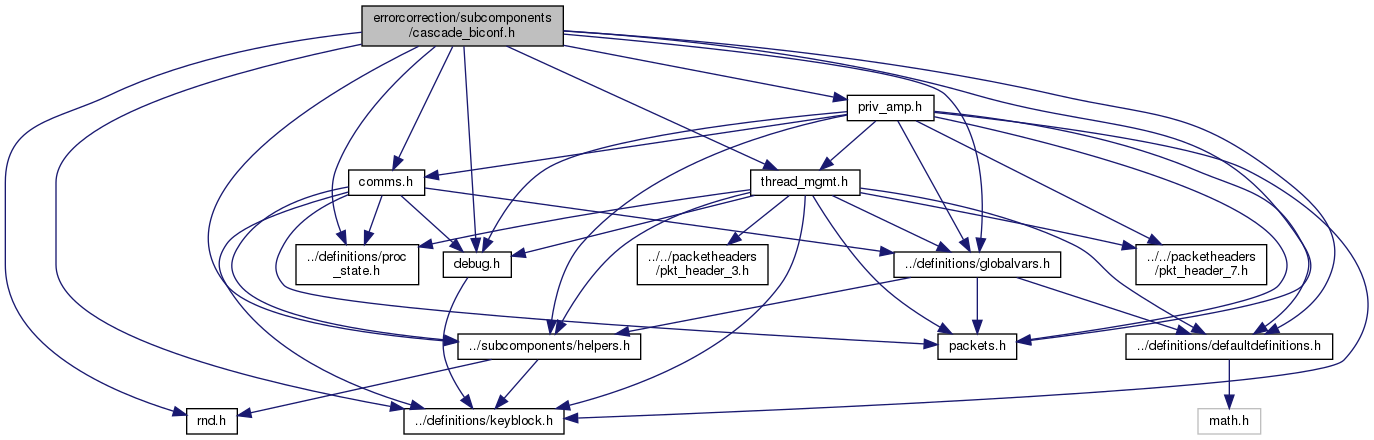 errorcorrection/subcomponents
/cascade_biconf.h
priv_amp.h
comms.h
thread_mgmt.h
../definitions/proc
_state.h
debug.h
../../packetheaders
/pkt_header_3.h
../definitions/globalvars.h
../../packetheaders
/pkt_header_7.h
../subcomponents/helpers.h
packets.h
../definitions/defaultdefinitions.h
rnd.h
../definitions/keyblock.h
math.h